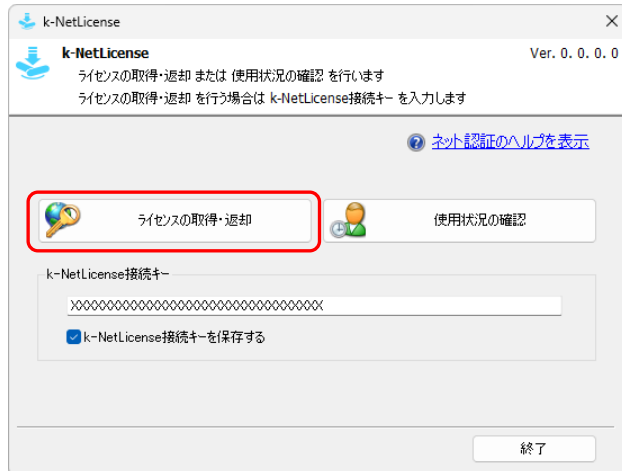 k-NetLicense
k-NetLicense
Ver. 0. 0. 0. 0
ライセンスの取得・返却 または 使用状況の確認 を行います
ライセンスの取得・返却 を行う場合は k-NetLicense接続キー を入力します
ネット認証のヘルプを表示
ライセンスの取得・返却
使用状況の確認
k-NetLicense接続キー
XXXXXXXXXXXXXXXXXXXXXXXXXXXXXXXX
k-NetLicense接続キーを保存する
終了